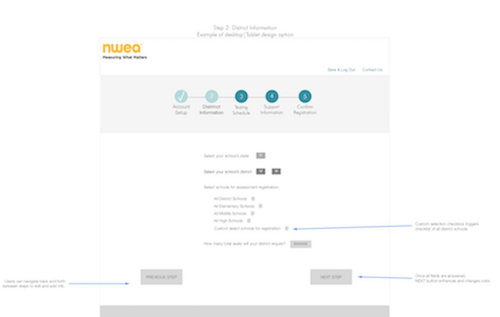 Step 2: District Information
Example of desktop/Tablet design option
nwea
Measuring What Matters
Save & Log Out
Contact Us
2
3
4
5
Account Setup
District Information
Testing Schedule
Support Information
Confirm Registration
Select your school's state
Select your school's district
Select schools for assessment registration
All District Schools
All Elementary Schools
All Middle Schools
All High Schools
Custom select schools for registration
How many total seats will your district request?
PREVIOUS STEP
NEXT STEP
Custom selection checkbox triggers
checklist of all district schools
Users can navigate back and forth
between steps to edit and add info.
Once all fields are answered,
NEXT button enhances and changes color